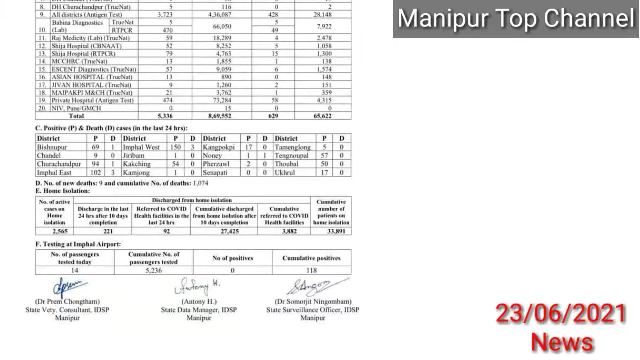 Manipur Top Channel
8. DH Churachandpur (TrueNat) 5 116 0 2
9. All districts (Antigen Test) 3,723 4,36,087 428 28,148
10. Babina Diagnostics (Lab) TrueNat 5 66,050 5 7,922
RTPCR 470 49
11. Raj Medicity (Lab) (TrueNat) 59 18,289 4 2,478
12. Shija Hospital (CBNAAT) 52 8,252 5 1,058
13. Shija Hospital (RTPCR) 79 4,765 15 1,300
14. MCCHRC (TrueNat) 13 1,855 1 138
15. ESCENT Diagnostics (TrueNat) 57 9,059 6 1,574
16. ASIAN HOSPITAL (TrueNat) 13 890 0 148
17. JIVAN HOSPITAL (TrueNat) 9 1,260 2 151
18. MAIPAKPI M&CH (TrueNat) 21 3,762 1 359
19. Private Hospital (Antigen Test) 474 73,284 58 4,315
20. NIV, Pune/GMCH 0 15 0 0
Total 5,336 8,69,552 629 65,622
C. Positive (P) & Death (D) cases (in the last 24 hrs):
District P D District P D District P D District P D
Bishnupur 69 1 Imphal West 150 3 Kangpokpi 17 0 Tamenglong 5 0
Chandel 9 0 Jiribam 1 0 Noney 1 1 Tengnoupal 57 0
Churachandpur 94 1 Kakching 54 0 Pherzawl 2 0 Thoubal 50 0
Imphal East 102 3 Kamjong 1 0 Senapati 0 0 Ukhrul 17 0
D. No. of new deaths: 9 and cumulative No. of deaths: 1,074
E. Home Isolation:
No. of active cases on Home isolation
Discharged from home isolation
Discharge in the last 24 hrs after 10 days completion
Referred to COVID Health facilities in the last 24 hrs
Cumulative discharged from home isolation after 10 days completion
Cumulative referred to COVID Health facilities
Cumulative number of patients on home isolation
2,565 221 92 27,425 3,882 33,891
F. Testing at Imphal Airport:
No. of passengers tested today
Cumulative No. of passengers tested
No of positives
Cumulative positives
14 5,236 0 118
Antony H.
(Dr Prem Chongtham) (Antony H.) (Dr Somorjit Ningombam)
State Vety. Consultant, IDSP State Data Manager, IDSP State Surveillance Officer, IDSP
Manipur Manipur Manipur
23/06/2021
News